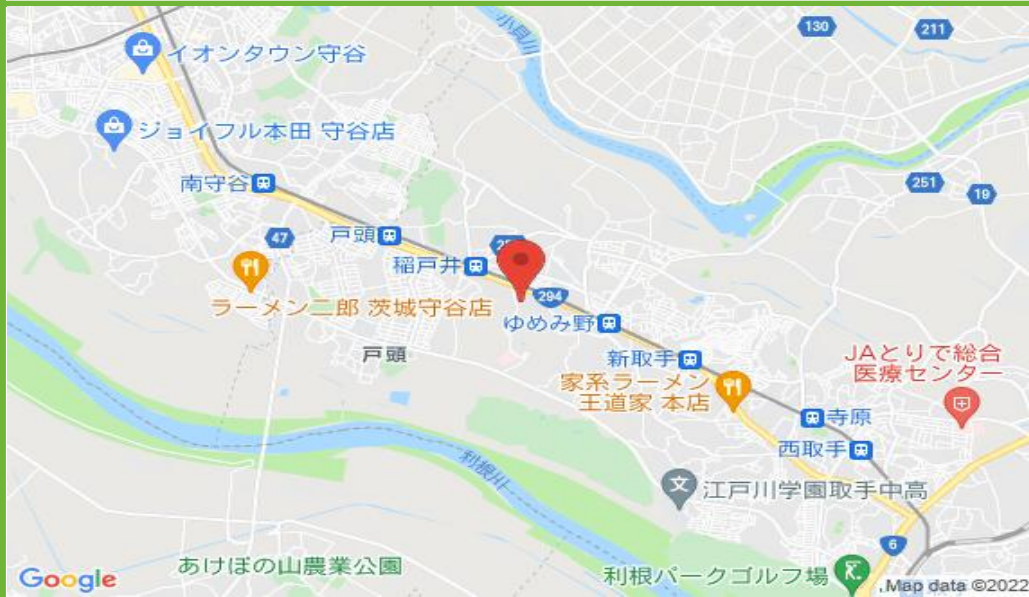 小貝川
130
211
イオンタウン守谷
ジョイフル本田 守谷店
南守谷
251
19
47
戸頭
稲戸井
294
ラーメン二郎 茨城守谷店
ゆめみ野
戸頭
新取手
JAとりで総合
医療センター
家系ラーメン
王道家 本店
寺原
西取手
利根川
江戸川学園取手中高
6
あけぼの山農業公園
利根パークゴルフ場
Google
Map data ©2022